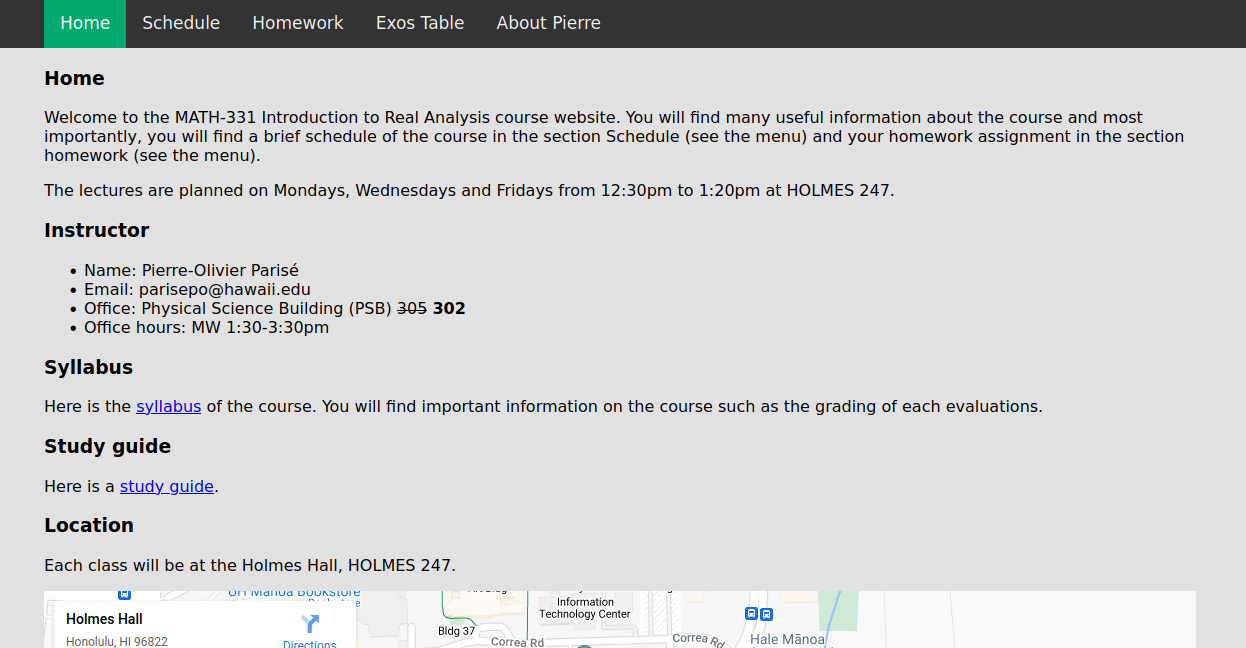 Home Schedule Homework Exos Table About Pierre
Home
Welcome to the MATH-331 Introduction to Real Analysis course website. You will find many useful information about the course and most
importantly, you will find a brief schedule of the course in the section Schedule (see the menu) and your homework assignment in the section
homework (see the menu).
The lectures are planned on Mondays, Wednesdays and Fridays from 12:30pm to 1:20pm at HOLMES 247.
Instructor
• Name: Pierre-Olivier Parisé
• Email: parisepo@hawaii.edu
• Office: Physical Science Building (PSB) 305 302
• Office hours: MW 1:30-3:30pm
Syllabus
Here is the syllabus of the course. You will find important information on the course such as the grading of each evaluations.
Study guide
Here is a study guide.
Location
Each class will be at the Holmes Hall, HOLMES 247.
UH Mānoa Bookstore
Bookstore
Holmes Hall
Honolulu, HI 96822
Directions
Information
Technology Center
Bldg 37
Correa Rd
Correa Rd
Hale Mānoa